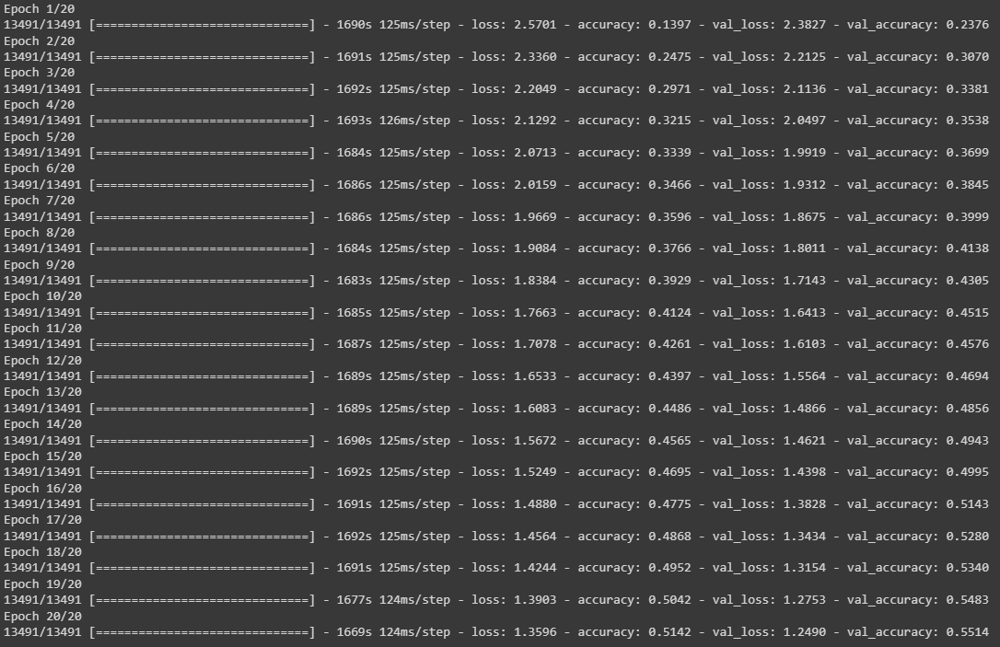 Epoch 1/20
13491/13491 [==============================] - 1690s 125ms/step - loss: 2.5701 - accuracy: 0.1397 - val_loss: 2.3827 - val_accuracy: 0.2376
Epoch 2/20
13491/13491 [==============================] - 1691s 125ms/step - loss: 2.3360 - accuracy: 0.2475 - val_loss: 2.2125 - val_accuracy: 0.3070
Epoch 3/20
13491/13491 [==============================] - 1692s 125ms/step - loss: 2.2049 - accuracy: 0.2971 - val_loss: 2.1136 - val_accuracy: 0.3381
Epoch 4/20
13491/13491 [==============================] - 1693s 126ms/step - loss: 2.1292 - accuracy: 0.3215 - val_loss: 2.0497 - val_accuracy: 0.3538
Epoch 5/20
13491/13491 [==============================] - 1684s 125ms/step - loss: 2.0713 - accuracy: 0.3339 - val_loss: 1.9919 - val_accuracy: 0.3699
Epoch 6/20
13491/13491 [==============================] - 1686s 125ms/step - loss: 2.0159 - accuracy: 0.3466 - val_loss: 1.9312 - val_accuracy: 0.3845
Epoch 7/20
13491/13491 [==============================] - 1686s 125ms/step - loss: 1.9669 - accuracy: 0.3596 - val_loss: 1.8675 - val_accuracy: 0.3999
Epoch 8/20
13491/13491 [==============================] - 1684s 125ms/step - loss: 1.9084 - accuracy: 0.3766 - val_loss: 1.8011 - val_accuracy: 0.4138
Epoch 9/20
13491/13491 [==============================] - 1683s 125ms/step - loss: 1.8384 - accuracy: 0.3929 - val_loss: 1.7143 - val_accuracy: 0.4305
Epoch 10/20
13491/13491 [==============================] - 1685s 125ms/step - loss: 1.7663 - accuracy: 0.4124 - val_loss: 1.6413 - val_accuracy: 0.4515
Epoch 11/20
13491/13491 [==============================] - 1687s 125ms/step - loss: 1.7078 - accuracy: 0.4261 - val_loss: 1.6103 - val_accuracy: 0.4576
Epoch 12/20
13491/13491 [==============================] - 1689s 125ms/step - loss: 1.6533 - accuracy: 0.4397 - val_loss: 1.5564 - val_accuracy: 0.4694
Epoch 13/20
13491/13491 [==============================] - 1689s 125ms/step - loss: 1.6083 - accuracy: 0.4486 - val_loss: 1.4866 - val_accuracy: 0.4856
Epoch 14/20
13491/13491 [==============================] - 1690s 125ms/step - loss: 1.5672 - accuracy: 0.4565 - val_loss: 1.4621 - val_accuracy: 0.4943
Epoch 15/20
13491/13491 [==============================] - 1692s 125ms/step - loss: 1.5249 - accuracy: 0.4695 - val_loss: 1.4398 - val_accuracy: 0.4995
Epoch 16/20
13491/13491 [==============================] - 1691s 125ms/step - loss: 1.4880 - accuracy: 0.4775 - val_loss: 1.3828 - val_accuracy: 0.5143
Epoch 17/20
13491/13491 [==============================] - 1692s 125ms/step - loss: 1.4564 - accuracy: 0.4868 - val_loss: 1.3434 - val_accuracy: 0.5280
Epoch 18/20
13491/13491 [==============================] - 1691s 125ms/step - loss: 1.4244 - accuracy: 0.4952 - val_loss: 1.3154 - val_accuracy: 0.5340
Epoch 19/20
13491/13491 [==============================] - 1677s 124ms/step - loss: 1.3903 - accuracy: 0.5042 - val_loss: 1.2753 - val_accuracy: 0.5483
Epoch 20/20
13491/13491 [==============================] - 1669s 124ms/step - loss: 1.3596 - accuracy: 0.5142 - val_loss: 1.2490 - val_accuracy: 0.5514